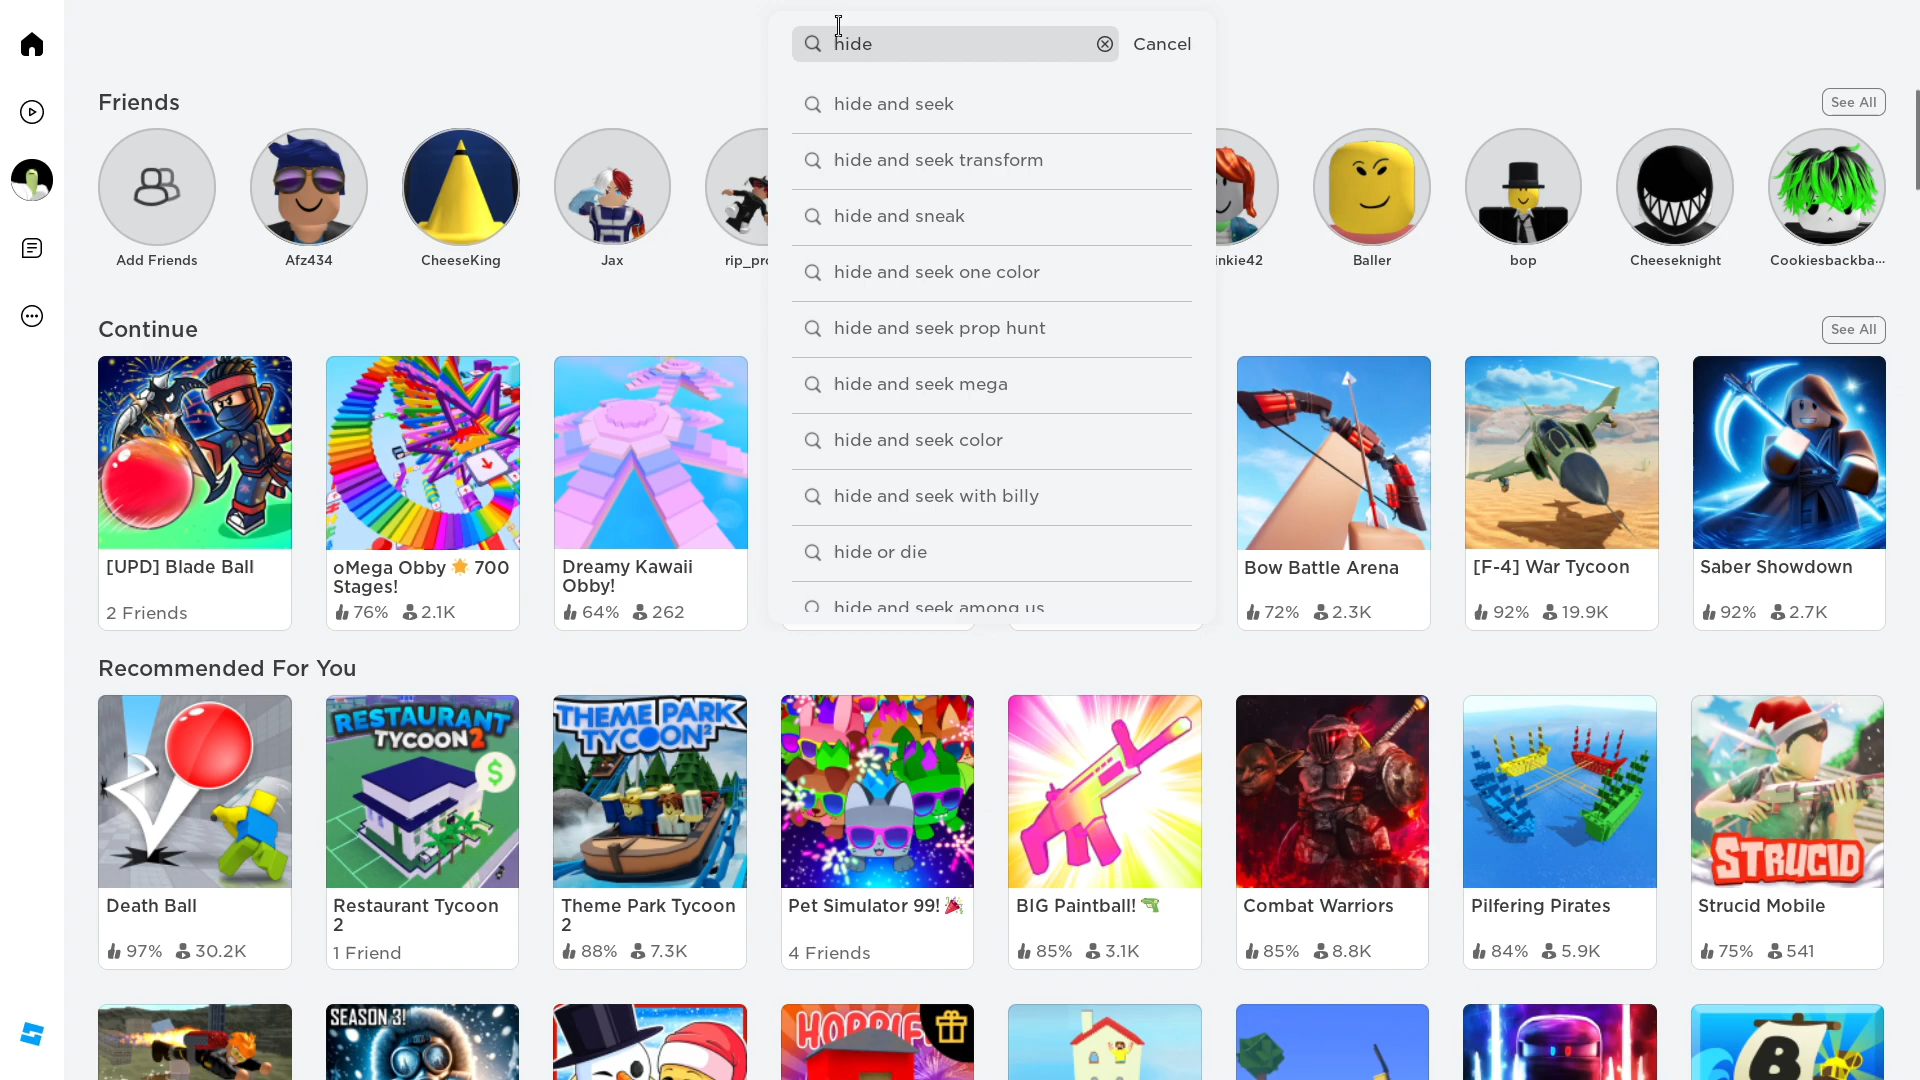 hide
Cancel
hide and seek
hide and seek transform
hide and sneak
hide and seek one color
hide and seek prop hunt
hide and seek mega
hide and seek color
hide and seek with billy
hide or die
hide and seek among us
Friends
See All
Add Friends
Afz434
CheeseKing
Jax
rip_pro
inkie42
Baller
bop
Cheeseknight
Cookiesbackba...
Continue
See All
[UPD] Blade Ball
2 Friends
oMega Obby 🌟 700
Stages!
76% 2.1K
Dreamy Kawaii
Obby!
64% 262
Bow Battle Arena
72% 2.3K
[F-4] War Tycoon
92% 19.9K
Saber Showdown
92% 2.7K
Recommended For You
Death Ball
97% 30.2K
RESTAURANT
TYCOON 2
$
Restaurant Tycoon
2
1 Friend
THEME PARK
TYCOON 2
Theme Park Tycoon
2
88% 7.3K
Pet Simulator 99! 🎉
4 Friends
BIG Paintball! 🔫
85% 3.1K
Combat Warriors
85% 8.8K
Pilfering Pirates
84% 5.9K
STRUCID
Strucid Mobile
75% 541
SEASON 3!
HORRIF
B